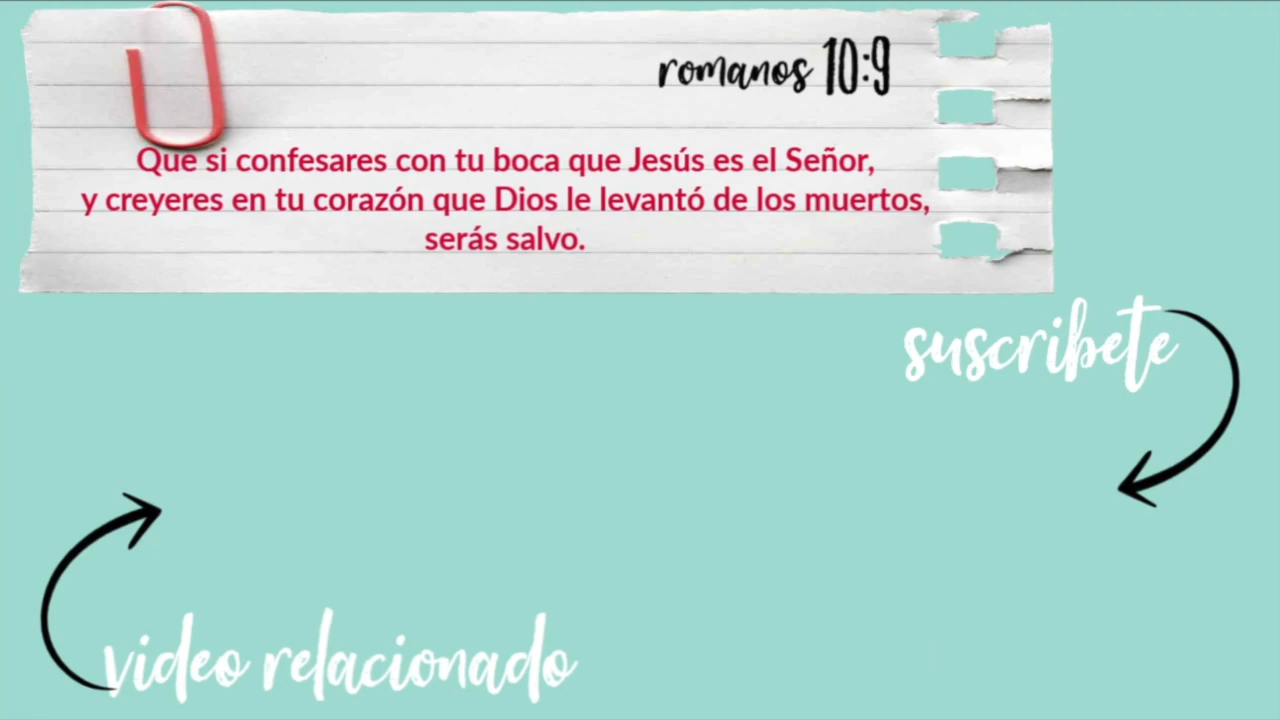 romanos 10:9
Que si confesares con tu boca que Jesús es el Señor,
y creyeres en tu corazón que Dios le levantó de los muertos,
serás salvo.
suscribete
video relacionado